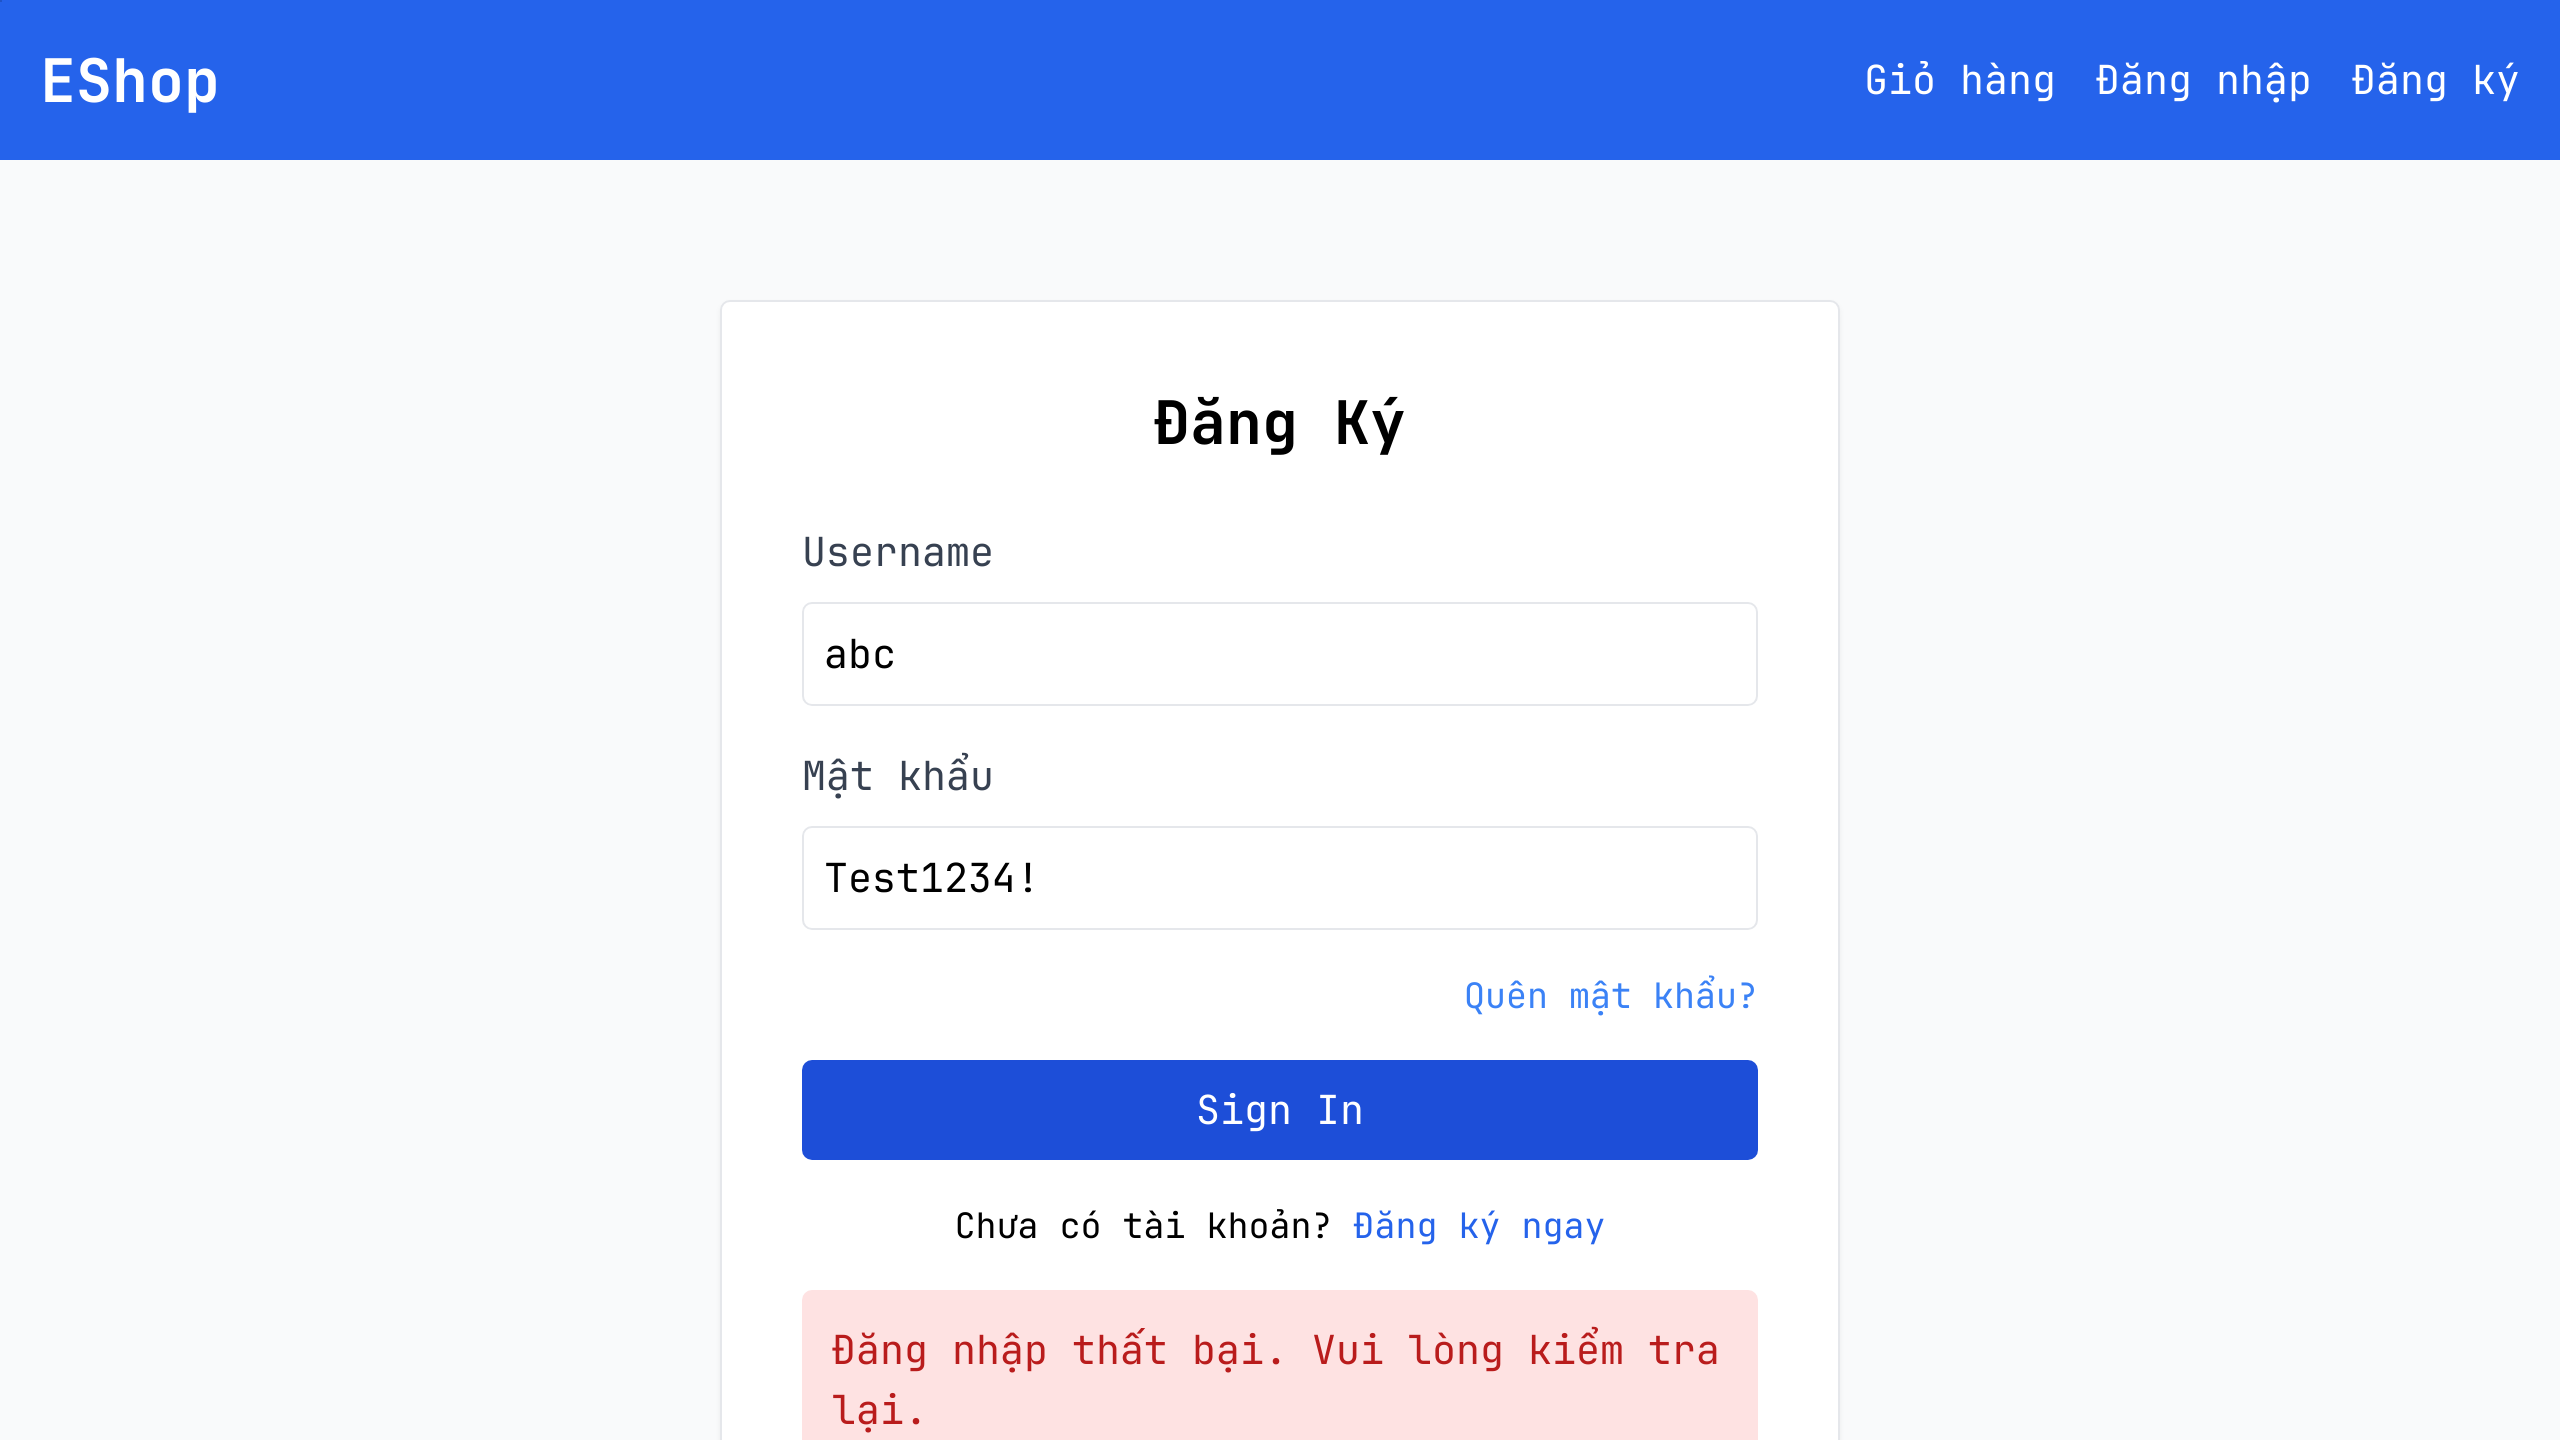 EShop
Giỏ hàng Đăng nhập Đăng ký
Đăng Ký
Username
abc
Mật khẩu
Test1234!
Quên mật khẩu?
Sign In
Chưa có tài khoản? Đăng ký ngay
Đăng nhập thất bại. Vui lòng kiểm tra
lại.